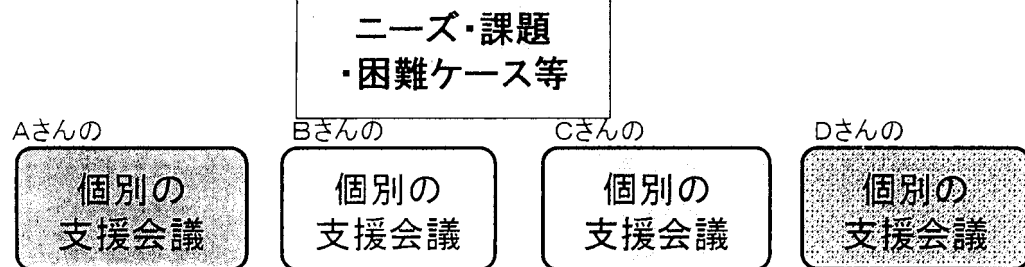 ニーズ・課題
・困難ケース等
Aさんの
個別の
支援会議
Bさんの
個別の
支援会議
Cさんの
個別の
支援会議
Dさんの
個別の
支援会議